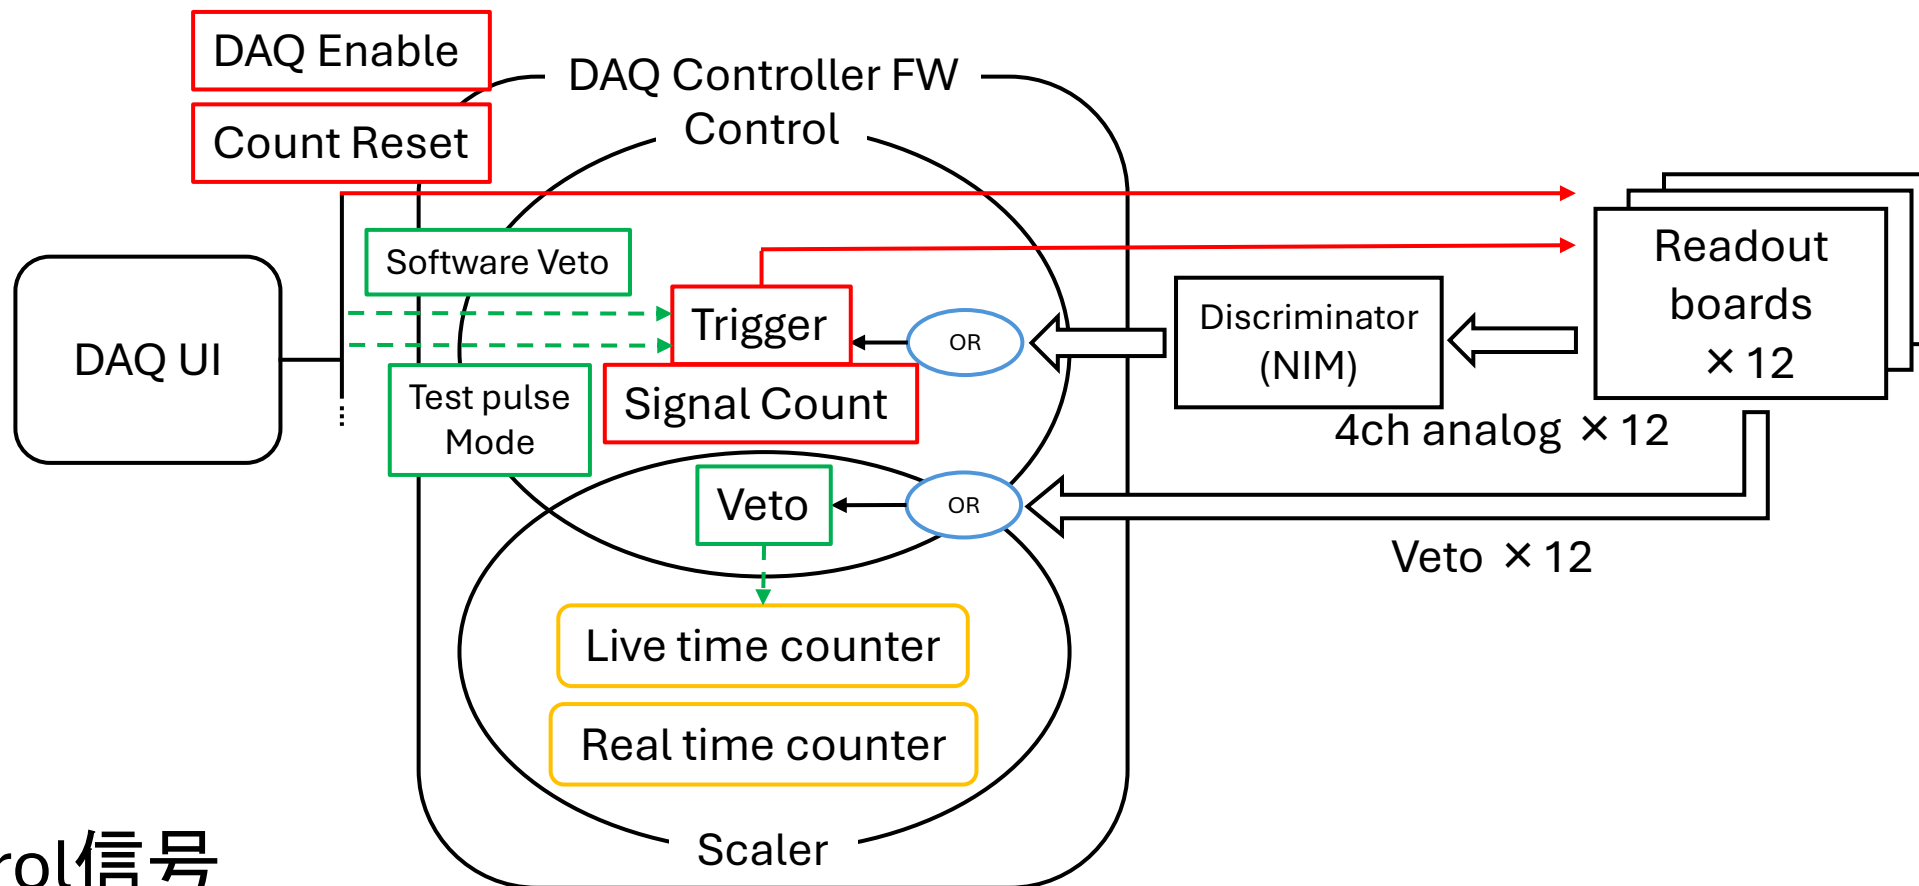 DAQ Enable
DAQ Controller FW
Count Reset
Control
Software Veto
DAQ UI
Trigger
OR
Discriminator
(NIM)
Readout
boards
× 12
Test pulse
Mode
Signal Count
4ch analog × 12
Veto
OR
Veto × 12
Live time counter
Real time counter
Scaler
rol信号